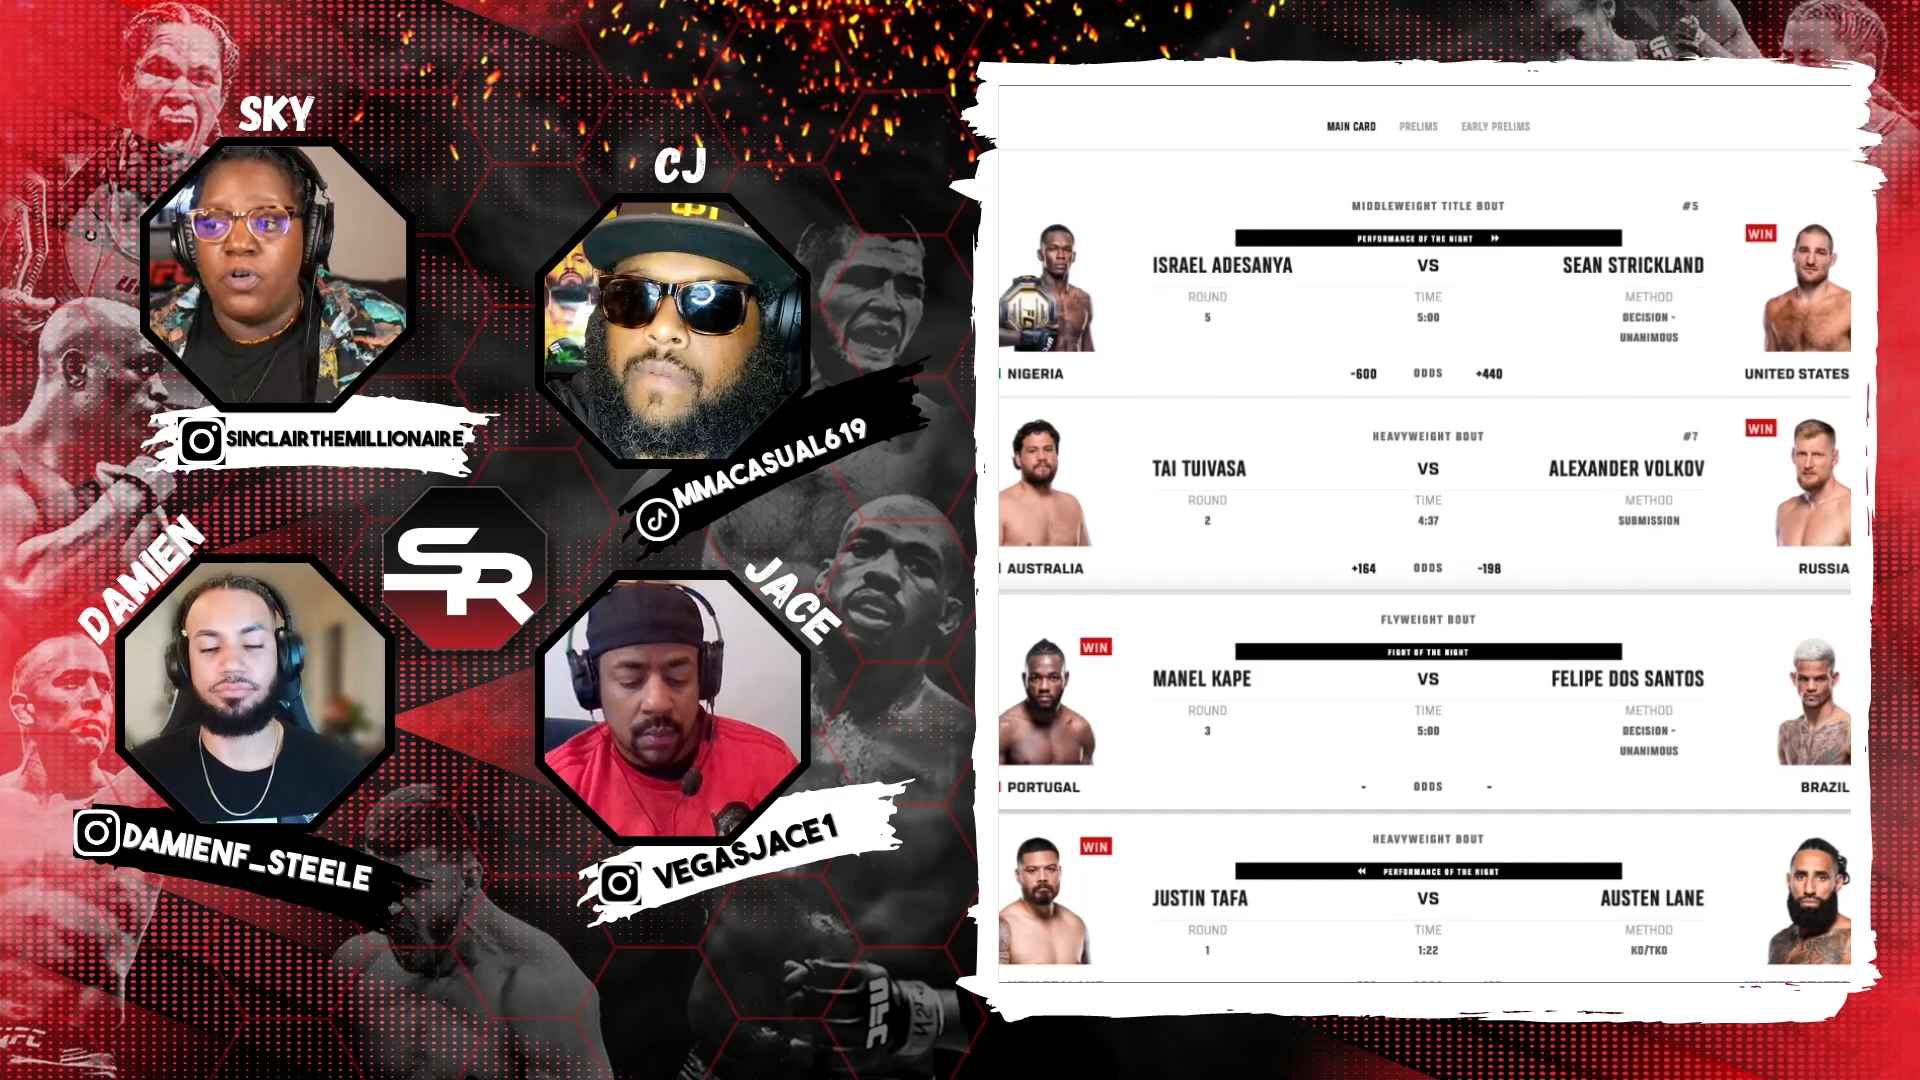 SKY
SINCLAIRTHEMILLIONAIRE
CJ
MMACASUAL619
DAMIEN
DAMIENF_STEELE
JACE
VEGASJACE1
SR
MAIN CARD PRELIMS EARLY PRELIMS
MIDDLEWEIGHT TITLE BOUT #5
WIN
PERFORMANCE OF THE NIGHT
ISRAEL ADESANYA VS SEAN STRICKLAND
ROUND TIME METHOD
5 5:00 DECISION -
UNANIMOUS
NIGERIA -600 ODDS +440 UNITED STATES
HEAVYWEIGHT BOUT #7
WIN
TAI TUIVASA VS ALEXANDER VOLKOV
ROUND TIME METHOD
2 4:37 SUBMISSION
AUSTRALIA +164 ODDS -198 RUSSIA
FLYWEIGHT BOUT
WIN
FIGHT OF THE NIGHT
MANEL KAPE VS FELIPE DOS SANTOS
ROUND TIME METHOD
3 5:00 DECISION -
UNANIMOUS
PORTUGAL - ODDS - BRAZIL
HEAVYWEIGHT BOUT
WIN
PERFORMANCE OF THE NIGHT
JUSTIN TAFA VS AUSTEN LANE
ROUND TIME METHOD
1 1:22 KO/TKO
UFC